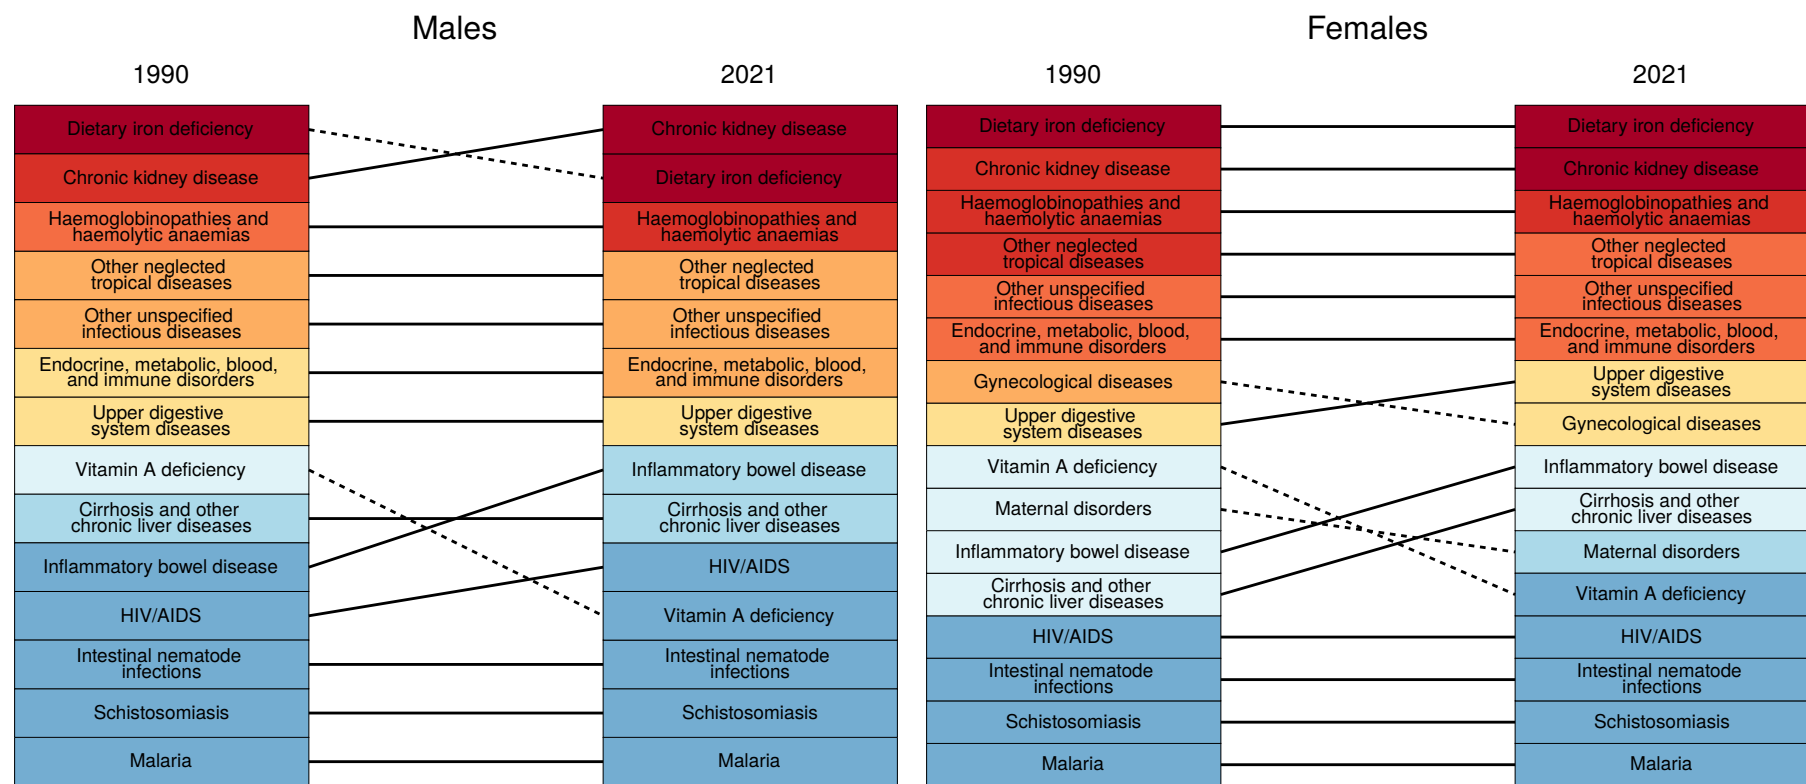 Males
Females
1990
2021
1990
2021
Dietary iron deficiency
Chronic kidney disease
Haemoglobinopathies and
haemolytic anaemias
Other neglected
tropical diseases
Other unspecified
infectious diseases
Endocrine, metabolic, blood,
and immune disorders
Upper digestive
system diseases
Vitamin A deficiency
Cirrhosis and other
chronic liver diseases
Inflammatory bowel disease
HIV/AIDS
Intestinal nematode
infections
Schistosomiasis
Malaria
Chronic kidney disease
Dietary iron deficiency
Haemoglobinopathies and
haemolytic anaemias
Other neglected
tropical diseases
Other unspecified
infectious diseases
Endocrine, metabolic, blood,
and immune disorders
Upper digestive
system diseases
Inflammatory bowel disease
Cirrhosis and other
chronic liver diseases
HIV/AIDS
Vitamin A deficiency
Intestinal nematode
infections
Schistosomiasis
Malaria
Dietary iron deficiency
Chronic kidney disease
Haemoglobinopathies and
haemolytic anaemias
Other neglected
tropical diseases
Other unspecified
infectious diseases
Endocrine, metabolic, blood,
and immune disorders
Gynecological diseases
Upper digestive
system diseases
Vitamin A deficiency
Maternal disorders
Inflammatory bowel disease
Cirrhosis and other
chronic liver diseases
HIV/AIDS
Intestinal nematode
infections
Schistosomiasis
Malaria
Dietary iron deficiency
Chronic kidney disease
Haemoglobinopathies and
haemolytic anaemias
Other neglected
tropical diseases
Other unspecified
infectious diseases
Endocrine, metabolic, blood,
and immune disorders
Upper digestive
system diseases
Gynecological diseases
Inflammatory bowel disease
Cirrhosis and other
chronic liver diseases
Maternal disorders
Vitamin A deficiency
HIV/AIDS
Intestinal nematode
infections
Schistosomiasis
Malaria